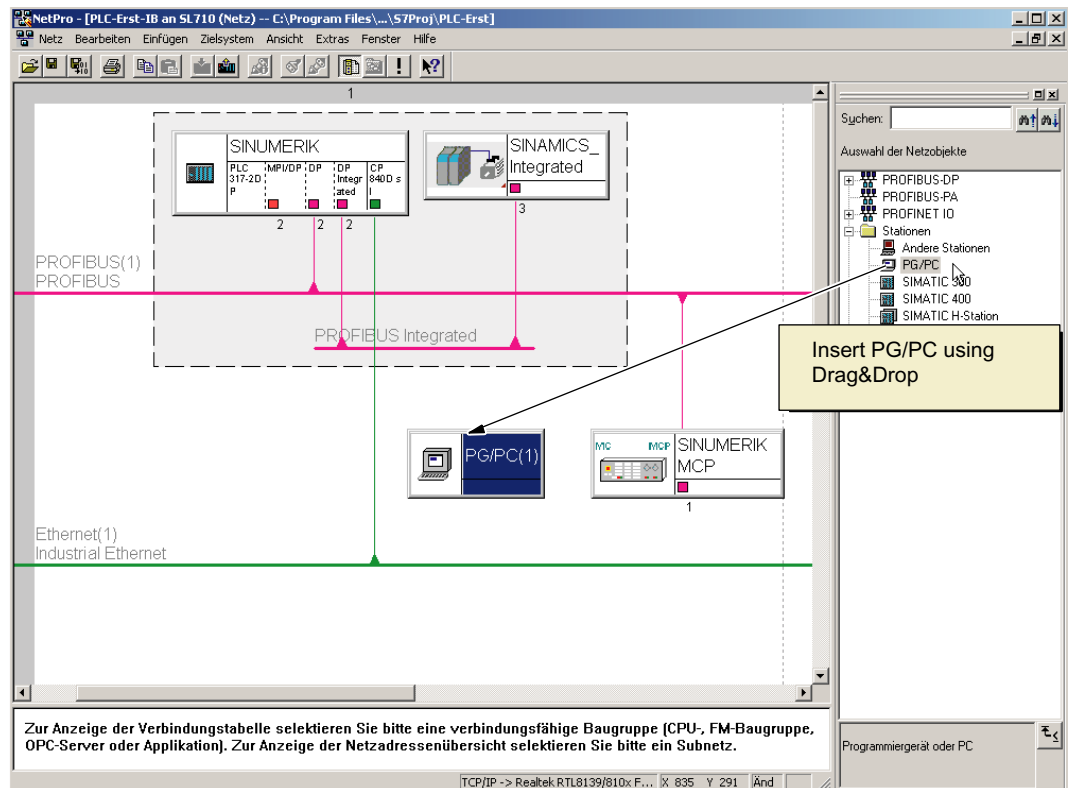 NetPro - [PLC-Erst-IB an SL710 (Netz) -- C:\Program Files\...\S7Proj\PLC-Erst]
Netz Bearbeiten Einfügen Zielsystem Ansicht Extras Fenster Hilfe
1
SINUMERIK
PLC 317-2D P
MPI/DP
DP
DP Integr ated
CP 840D s l
2 2 2
SINAMICS_
Integrated
3
PROFIBUS(1)
PROFIBUS
PROFIBUS Integrated
PG/PC(1)
MC MCP
SINUMERIK
MCP
1
Ethernet(1)
Industrial Ethernet
Suchen:
Auswahl der Netzobjekte
PROFIBUS-DP
PROFIBUS-PA
PROFINET IO
Stationen
Andere Stationen
PG/PC
SIMATIC 300
SIMATIC 400
SIMATIC H-Station
Insert PG/PC using
Drag&Drop
Zur Anzeige der Verbindungstabelle selektieren Sie bitte eine verbindungsfähige Baugruppe (CPU-, FM-Baugruppe,
OPC-Server oder Applikation). Zur Anzeige der Netzadressenübersicht selektieren Sie bitte ein Subnetz.
Programmiergerät oder PC
TCP/IP -> Realtek RTL8139/810x F... X 835 Y 291 Änd